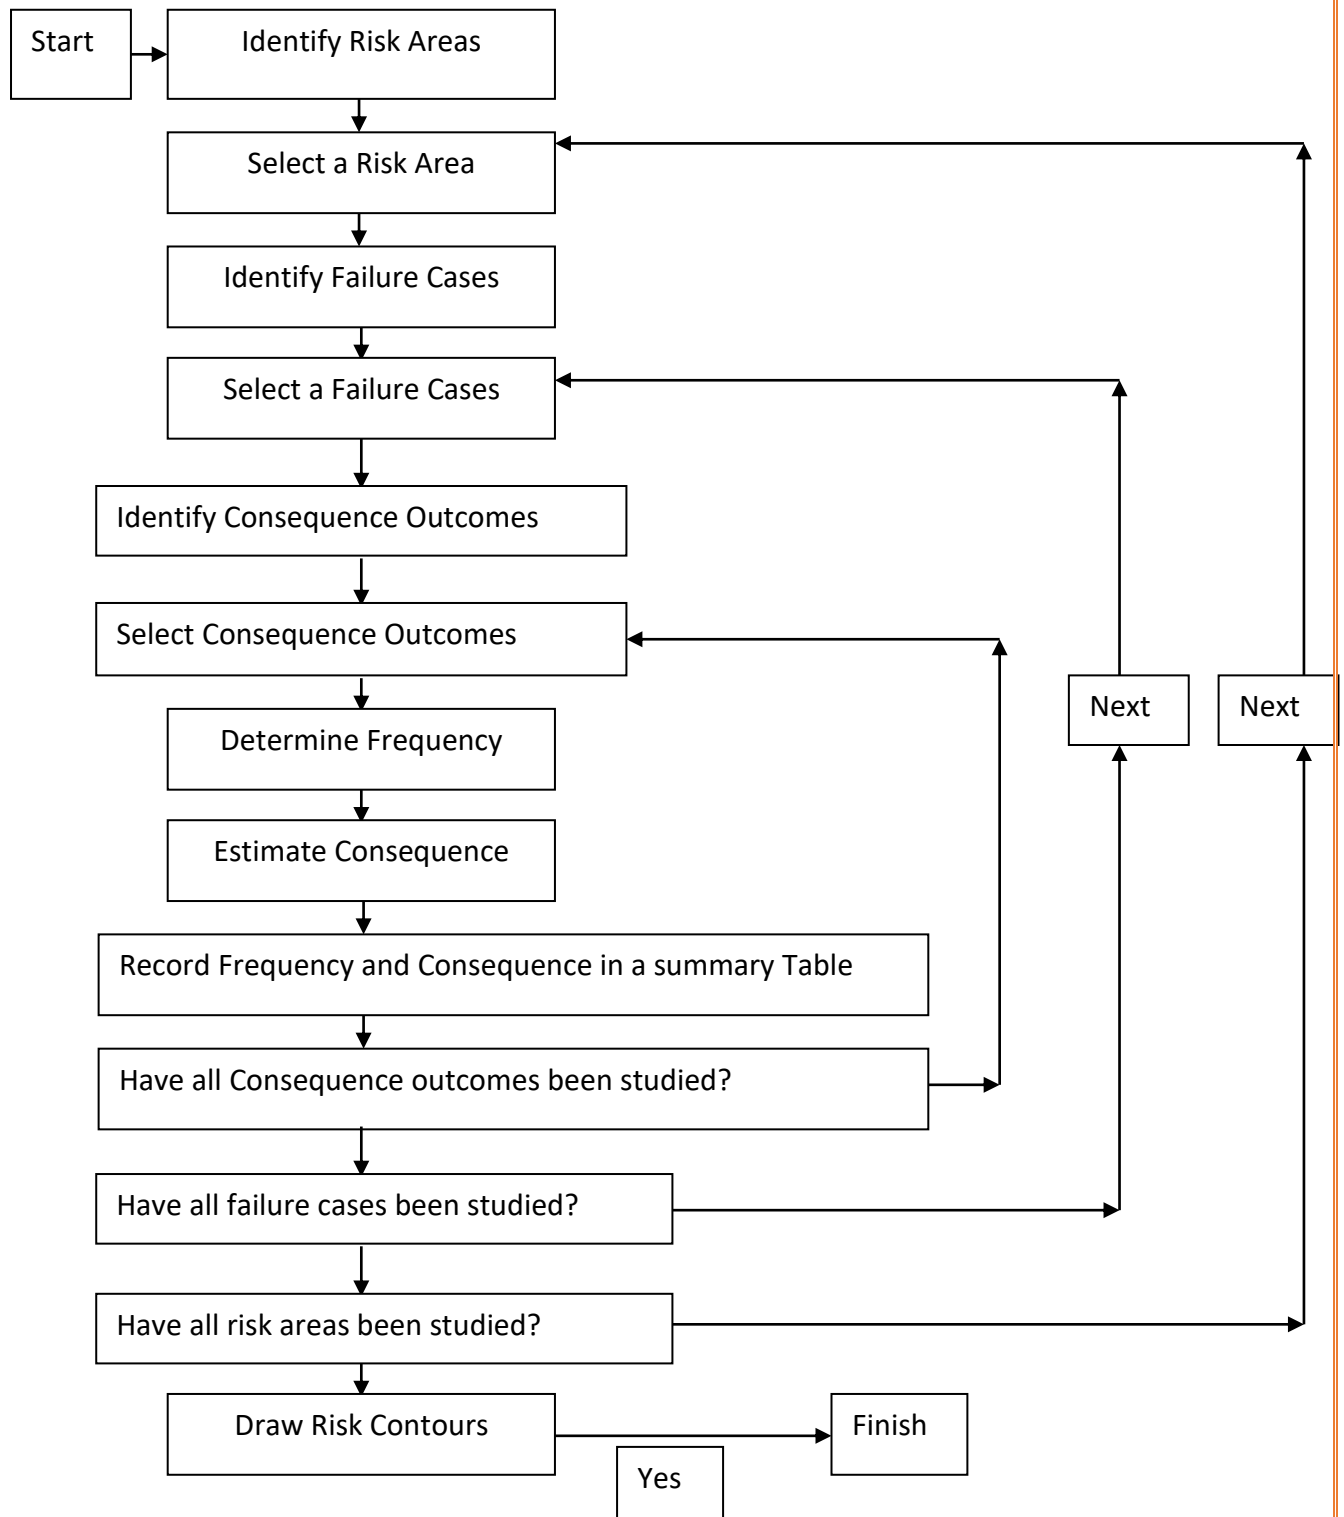 Start
Identify Risk Areas
Select a Risk Area
Identify Failure Cases
Select a Failure Cases
Identify Consequence Outcomes
Select Consequence Outcomes
Next
Next
Determine Frequency
Estimate Consequence
Record Frequency and Consequence in a summary Table
Have all Consequence outcomes been studied?
Have all failure cases been studied?
Have all risk areas been studied?
Draw Risk Contours
Finish
Yes